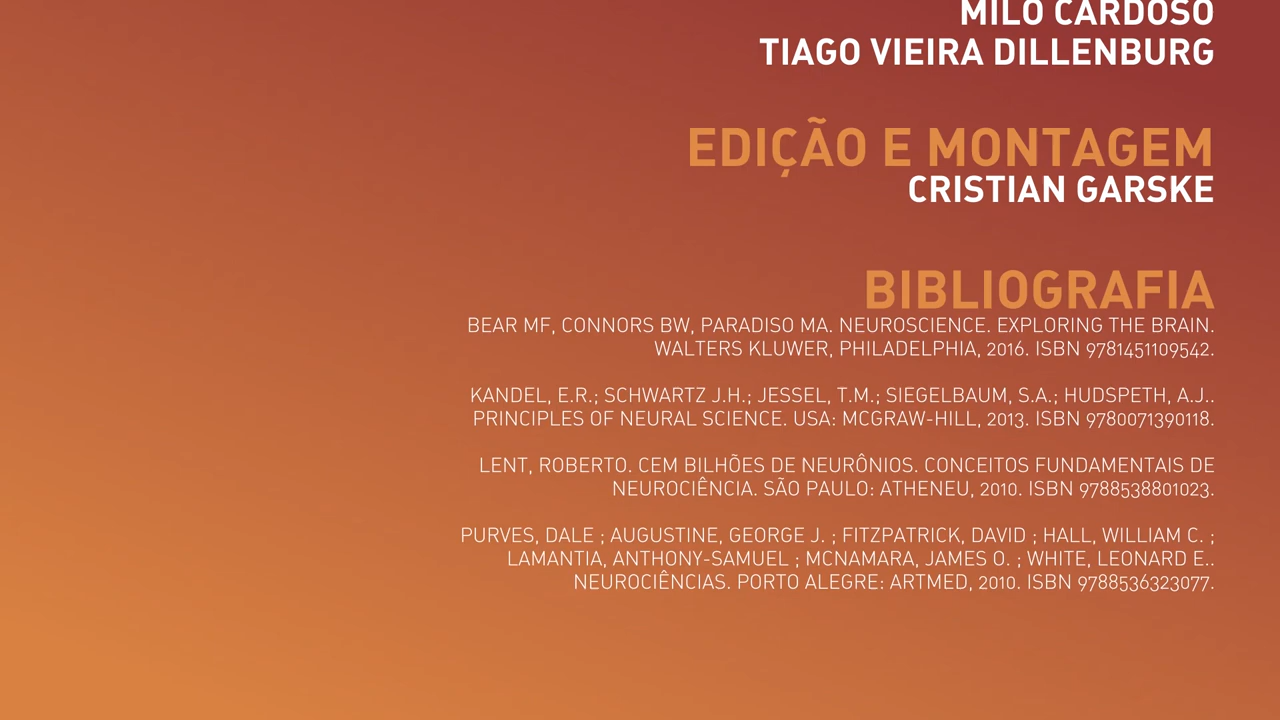 MILO CARDOSO
TIAGO VIEIRA DILLENBURG
EDIÇÃO E MONTAGEM
CRISTIAN GARSKE
BIBLIOGRAFIA
BEAR MF, CONNORS BW, PARADISO MA. NEUROSCIENCE. EXPLORING THE BRAIN.
WALTERS KLUWER, PHILADELPHIA, 2016. ISBN 9781451109542.
KANDEL, E.R.; SCHWARTZ J.H.; JESSEL, T.M.; SIEGELBAUM, S.A.; HUDSPETH, A.J..
PRINCIPLES OF NEURAL SCIENCE. USA: MCGRAW-HILL, 2013. ISBN 9780071390118.
LENT, ROBERTO. CEM BILHÕES DE NEURÔNIOS. CONCEITOS FUNDAMENTAIS DE
NEUROCIÊNCIA. SÃO PAULO: ATHENEU, 2010. ISBN 9788538801023.
PURVES, DALE ; AUGUSTINE, GEORGE J. ; FITZPATRICK, DAVID ; HALL, WILLIAM C. ;
LAMANTIA, ANTHONY-SAMUEL ; MCNAMARA, JAMES O. ; WHITE, LEONARD E..
NEUROCIÊNCIAS. PORTO ALEGRE: ARTMED, 2010. ISBN 9788536323077.